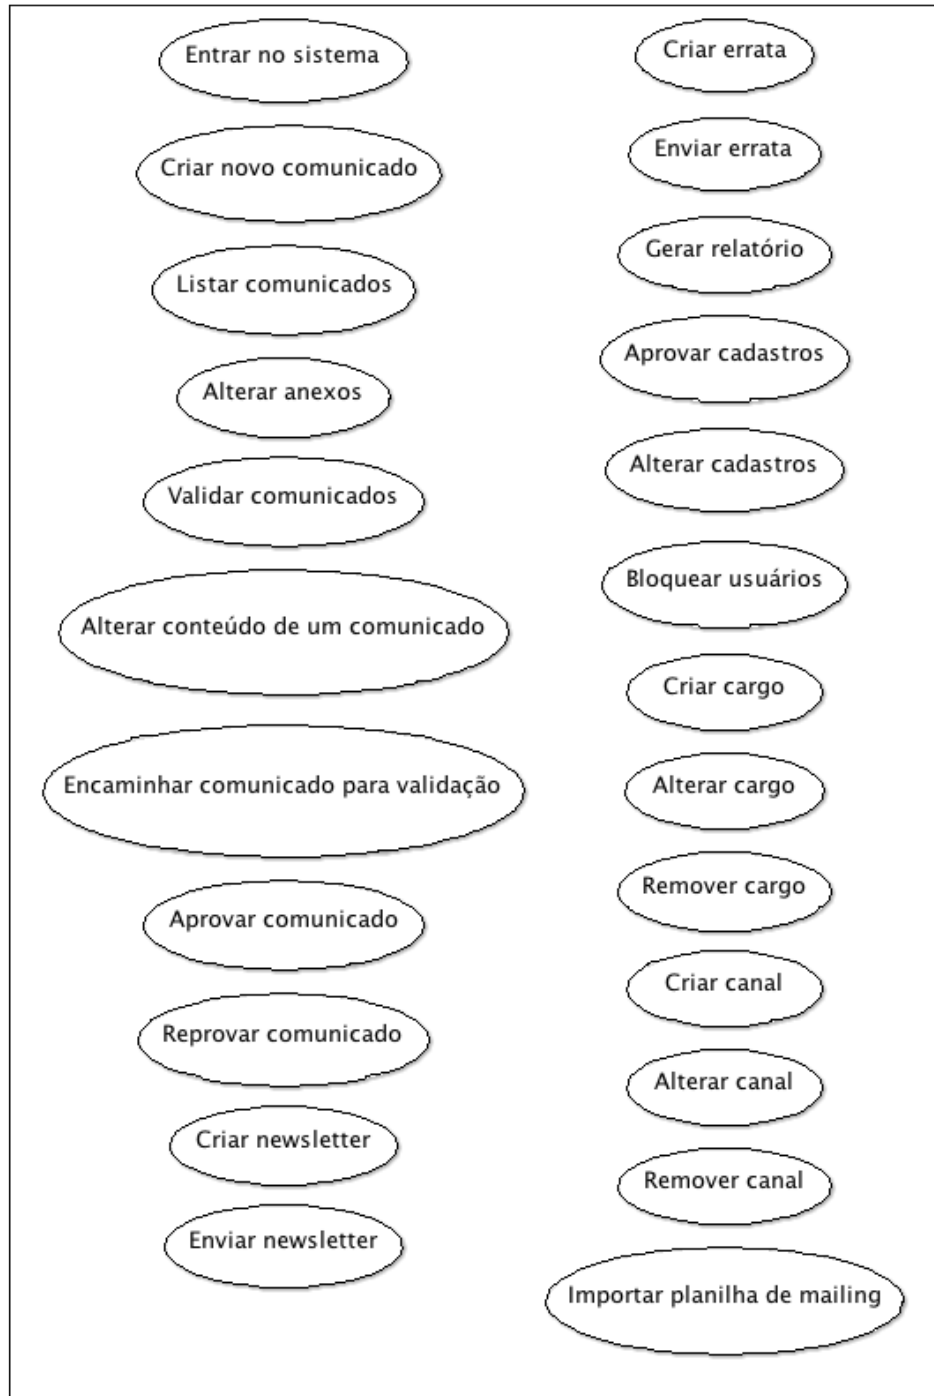 Entrar no sistema
Criar novo comunicado
Listar comunicados
Alterar anexos
Validar comunicados
Alterar conteúdo de um comunicado
Encaminhar comunicado para validação
Aprovar comunicado
Reprovar comunicado
Criar newsletter
Enviar newsletter
Criar errata
Enviar errata
Gerar relatório
Aprovar cadastros
Alterar cadastros
Bloquear usuários
Criar cargo
Alterar cargo
Remover cargo
Criar canal
Alterar canal
Remover canal
Importar planilha de mailing